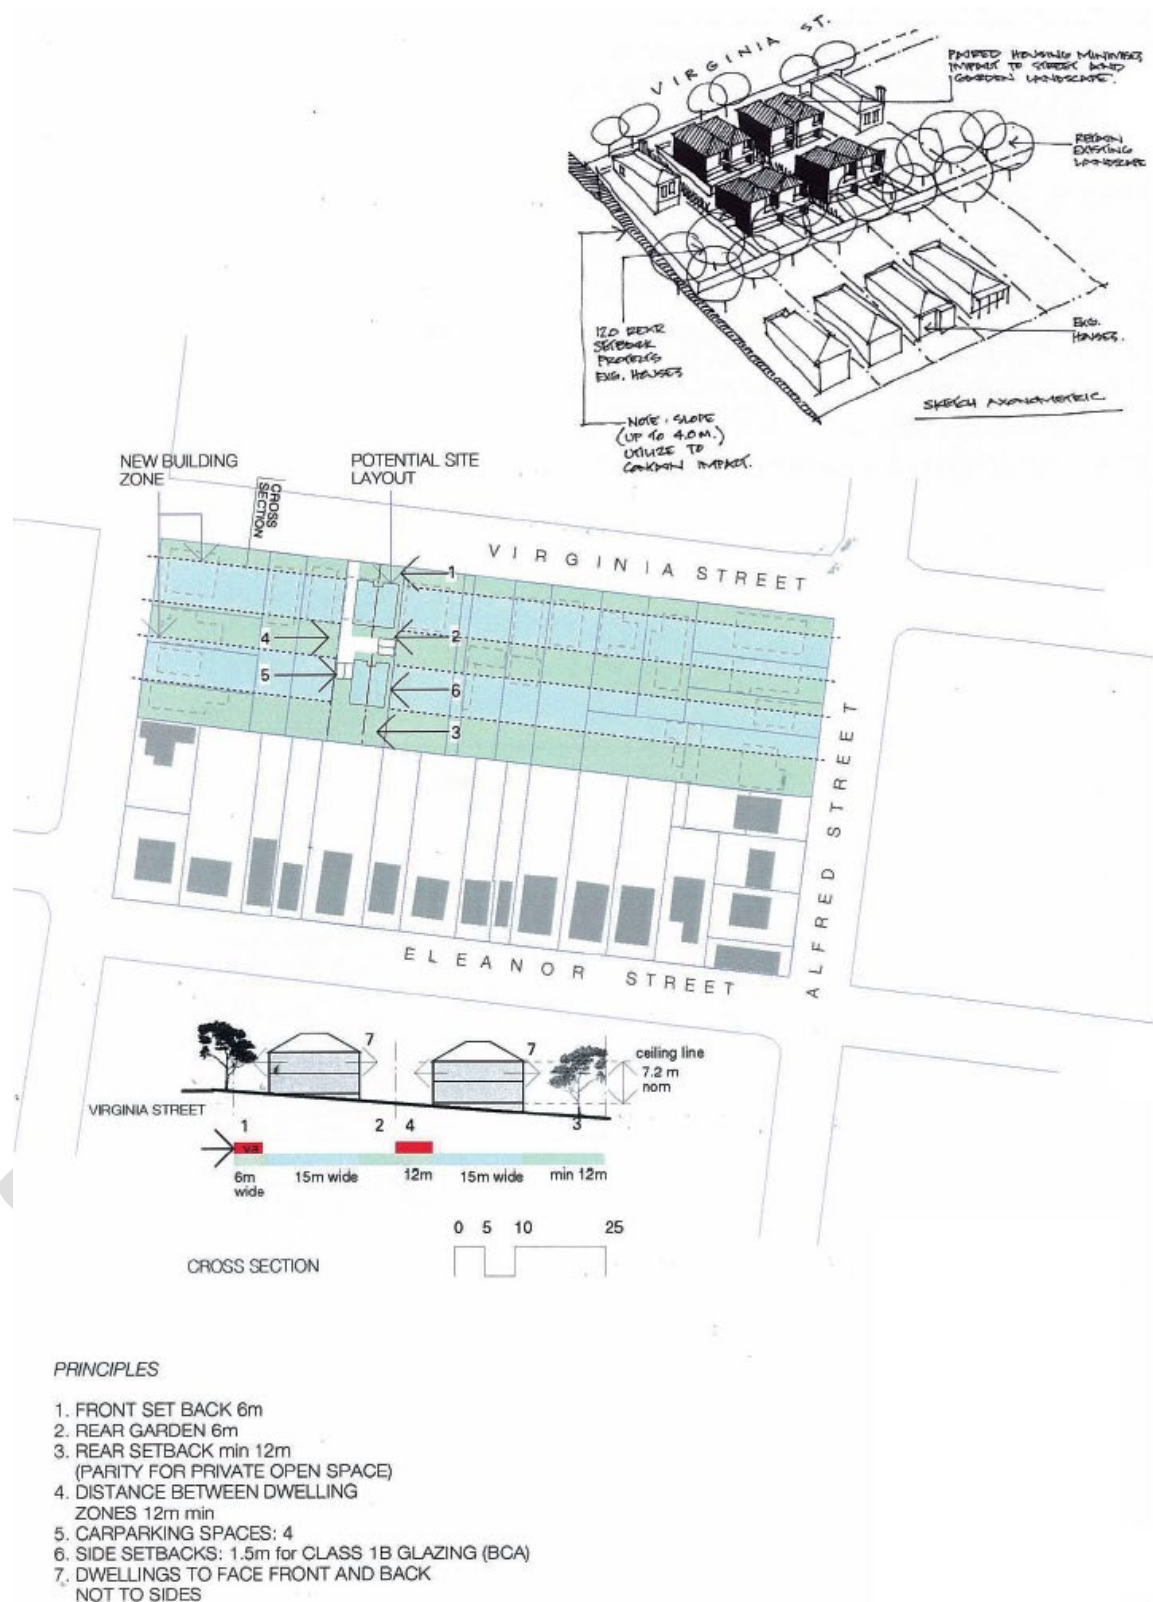 VIRGINIA ST.
PAIRED HOUSING MINIMISES
IMPACT TO STREET AND
GARDEN LANDSCAPE.
RETAIN
EXISTING
LANDSCAPE
12.0 REAR
SETBACK
PROTECTS
EXG. HOUSES
EXG.
HOUSES.
SKETCH AXONOMETRIC
NOTE: SLOPE
(UP TO 4.0M.)
UTILIZE TO
CONTAIN IMPACT.
NEW BUILDING
ZONE
POTENTIAL SITE
LAYOUT
CROSS
SECTION
VIRGINIA STREET
1
4
2
5
6
3
ALFRED STREET
ELEANOR STREET
7
7
ceiling line
7.2 m
nom
VIRGINIA STREET
1
2
4
3
6m
wide
15m wide
12m
15m wide
min 12m
0 5 10 25
CROSS SECTION
PRINCIPLES
1. FRONT SET BACK 6m
2. REAR GARDEN 6m
3. REAR SETBACK min 12m
(PARITY FOR PRIVATE OPEN SPACE)
4. DISTANCE BETWEEN DWELLING
ZONES 12m min
5. CARPARKING SPACES: 4
6. SIDE SETBACKS: 1.5m for CLASS 1B GLAZING (BCA)
7. DWELLINGS TO FACE FRONT AND BACK
NOT TO SIDES